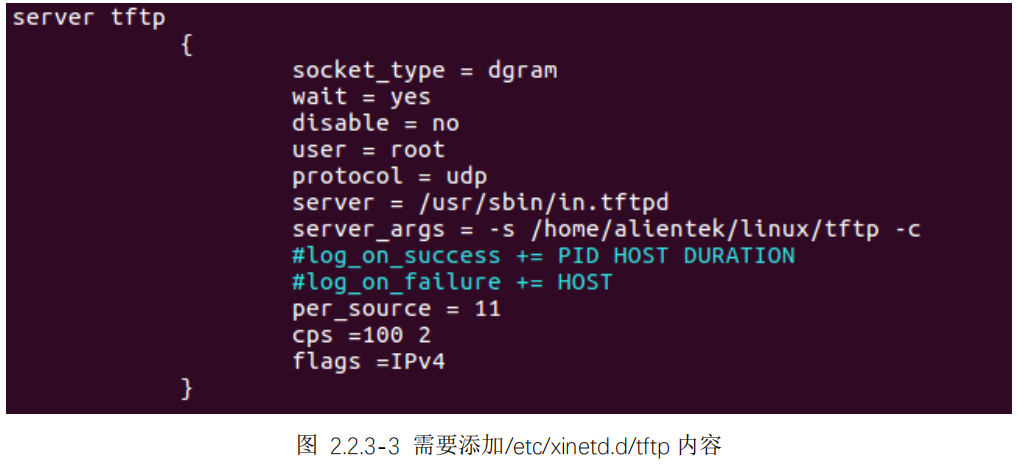 server tftp
{
socket_type = dgram
wait = yes
disable = no
user = root
protocol = udp
server = /usr/sbin/in.tftpd
server_args = -s /home/alientek/linux/tftp -c
#log_on_success += PID HOST DURATION
#log_on_failure += HOST
per_source = 11
cps =100 2
flags =IPv4
}
图 2.2.3-3 需要添加/etc/xinetd.d/tftp 内容